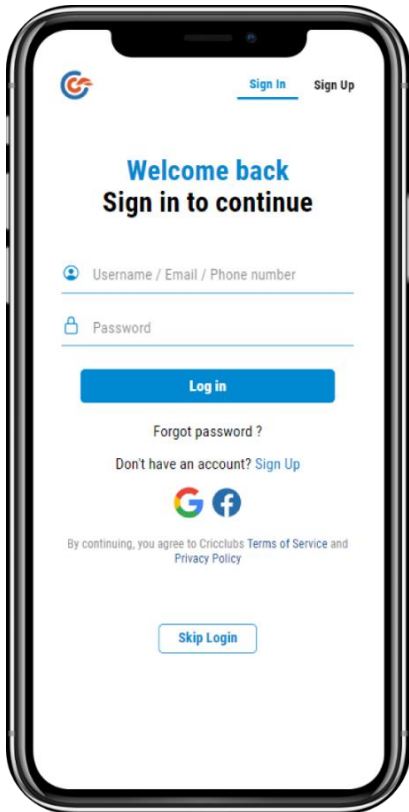 Sign In Sign Up
Welcome back
Sign in to continue
Username / Email / Phone number
Password
Log in
Forgot password ?
Don't have an account? Sign Up
By continuing, you agree to Cricclubs Terms of Service and
Privacy Policy
Skip Login